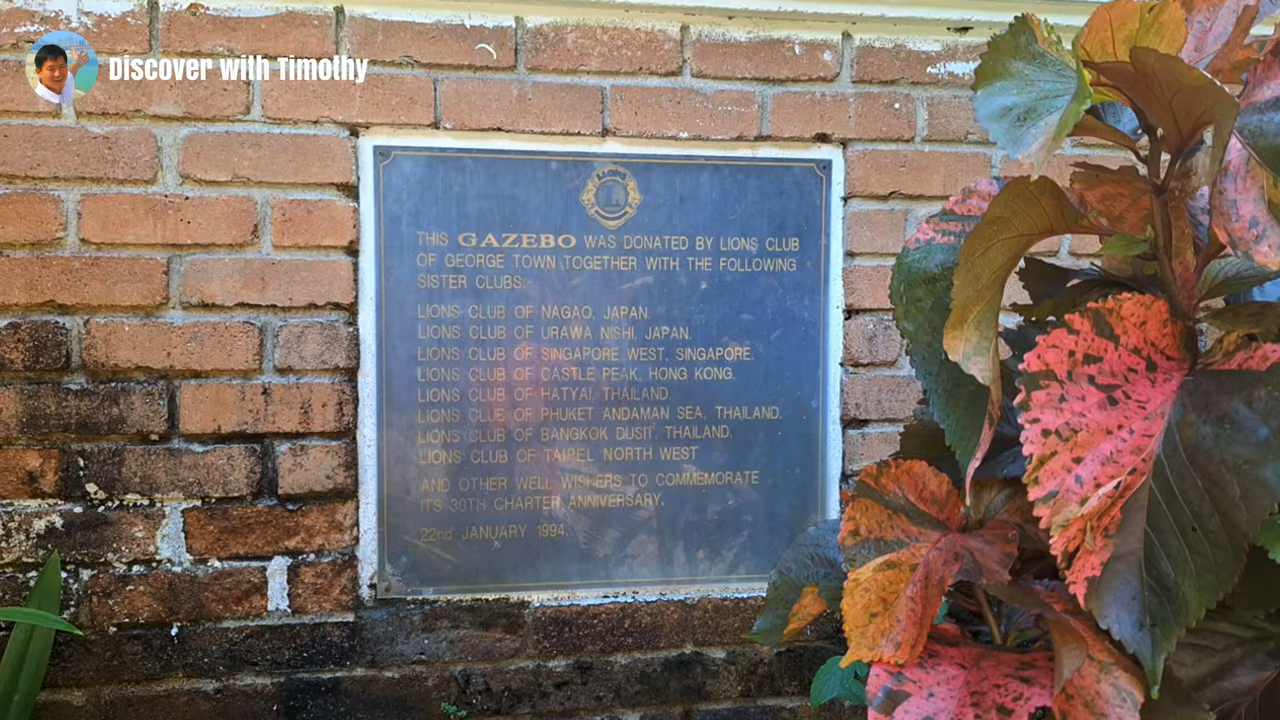 Discover with Timothy
LIONS
L
THIS GAZEBO WAS DONATED BY LIONS CLUB
OF GEORGE TOWN TOGETHER WITH THE FOLLOWING
SISTER CLUBS:-
LIONS CLUB OF NAGAO, JAPAN.
LIONS CLUB OF URAWA NISHI, JAPAN.
LIONS CLUB OF SINGAPORE WEST, SINGAPORE.
LIONS CLUB OF CASTLE PEAK, HONG KONG.
LIONS CLUB OF HATYAI, THAILAND.
LIONS CLUB OF PHUKET ANDAMAN SEA, THAILAND.
LIONS CLUB OF BANGKOK DUSIT, THAILAND.
LIONS CLUB OF TAIPEL NORTH WEST
AND OTHER WELL WISHERS TO COMMEMORATE
ITS 30TH CHARTER ANNIVERSARY.
22nd JANUARY 1994.